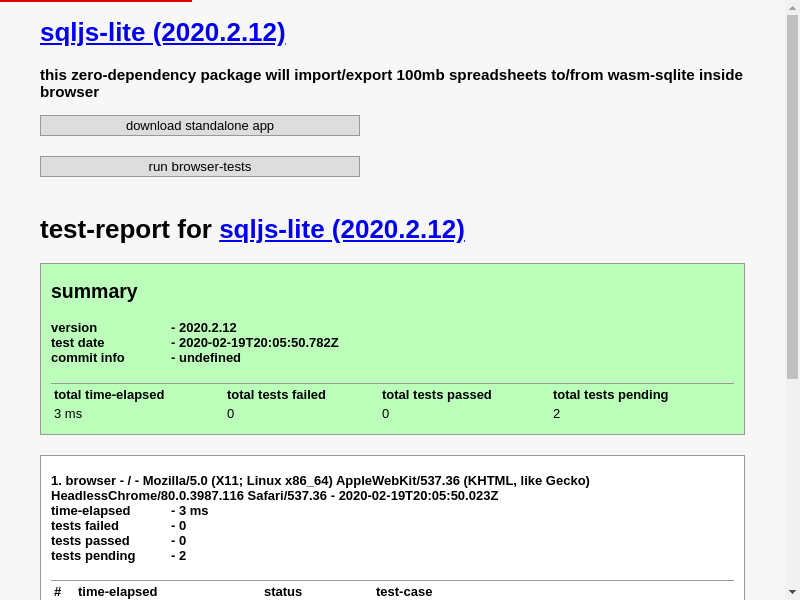 sqljs-lite (2020.2.12)
this zero-dependency package will import/export 100mb spreadsheets to/from wasm-sqlite inside
browser
download standalone app
run browser-tests
test-report for sqljs-lite (2020.2.12)
summary
version - 2020.2.12
test date - 2020-02-19T20:05:50.782Z
commit info - undefined
total time-elapsed total tests failed total tests passed total tests pending
3 ms 0 0 2
1. browser - / - Mozilla/5.0 (X11; Linux x86_64) AppleWebKit/537.36 (KHTML, like Gecko)
HeadlessChrome/80.0.3987.116 Safari/537.36 - 2020-02-19T20:05:50.023Z
time-elapsed - 3 ms
tests failed - 0
tests passed - 0
tests pending - 2
# time-elapsed status test-case